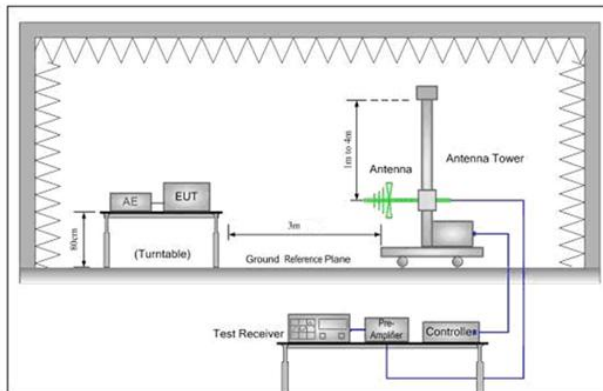 1m to 4m
Antenna
Antenna Tower
AE
EUT
80cm
(Turntable)
3m
Ground Reference Plane
Test Receiver
Pre-
Amplifier
Controller